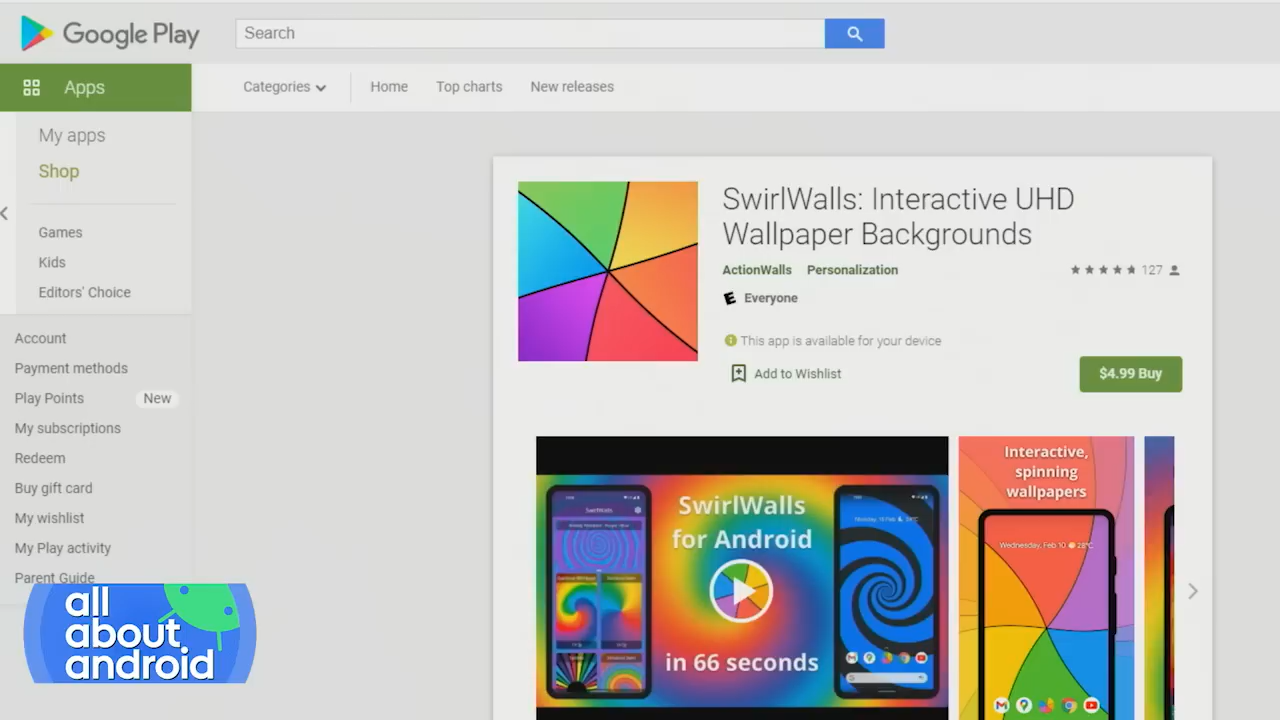 Google Play
Search
Apps
Categories
Home
Top charts
New releases
My apps
Shop
Games
Kids
Editors' Choice
Account
Payment methods
Play Points
New
My subscriptions
Redeem
Buy gift card
My wishlist
My Play activity
Parent Guide
SwirlWalls: Interactive UHD
Wallpaper Backgrounds
ActionWalls Personalization
127
E
Everyone
This app is available for your device
Add to Wishlist
$4.99 Buy
SwirlWalls
SwirlWalls
for Android
in 66 seconds
Interactive,
spinning
wallpapers
Wednesday, Feb 10 28°C
all
about
android